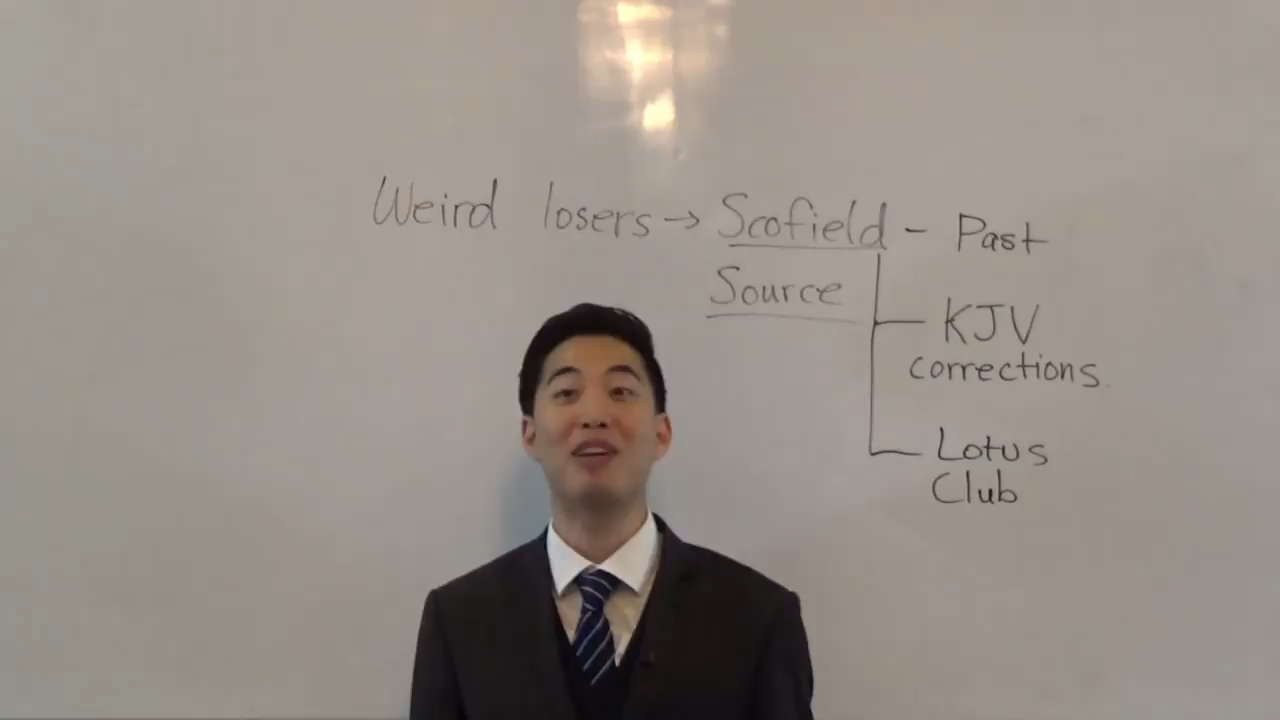 Weird losers → Scofield - Past
Source
KJV
corrections.
Lotus
Club